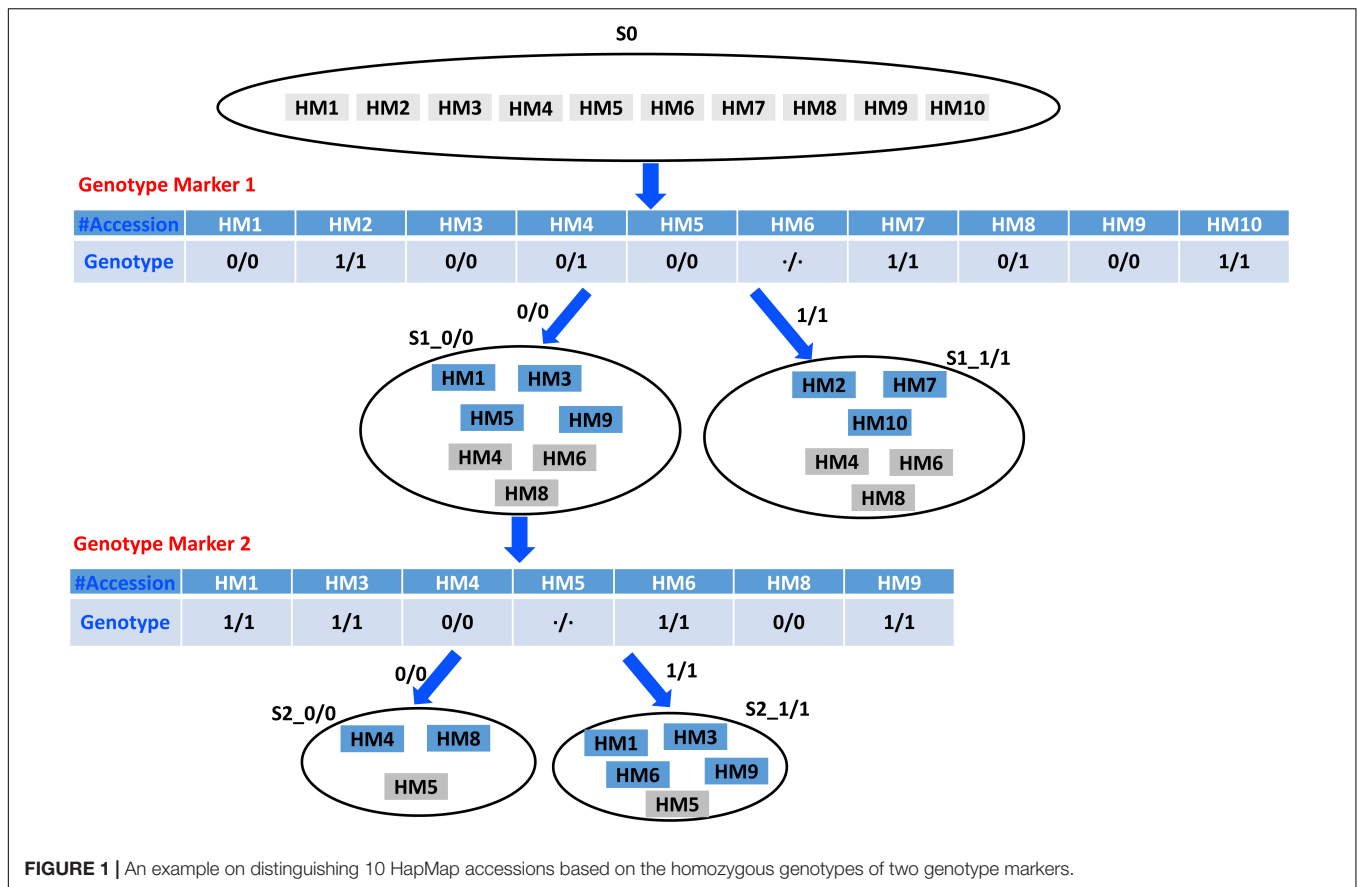 S0
HM1 HM2 HM3 HM4 HM5 HM6 HM7 HM8 HM9 HM10
Genotype Marker 1
#Accession HM1 HM2 HM3 HM4 HM5 HM6 HM7 HM8 HM9 HM10
Genotype 0/0 1/1 0/0 0/1 0/0 ·/· 1/1 0/1 0/0 1/1
0/0 1/1
S1_0/0 S1_1/1
HM1 HM3 HM2 HM7
HM5 HM9 HM10
HM4 HM6 HM4 HM6
HM8 HM8
Genotype Marker 2
#Accession HM1 HM3 HM4 HM5 HM6 HM8 HM9
Genotype 1/1 1/1 0/0 ·/· 1/1 0/0 1/1
0/0 1/1
S2_0/0 S2_1/1
HM4 HM8 HM1 HM3
HM5 HM6 HM9
HM5
FIGURE 1 | An example on distinguishing 10 HapMap accessions based on the homozygous genotypes of two genotype markers.